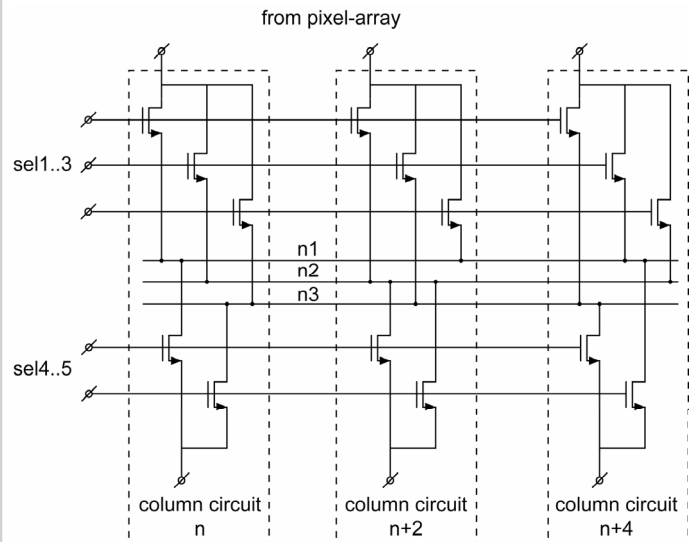 from pixel-array
sel1..3
n1
n2
n3
sel4..5
column circuit
n
column circuit
n+2
column circuit
n+4